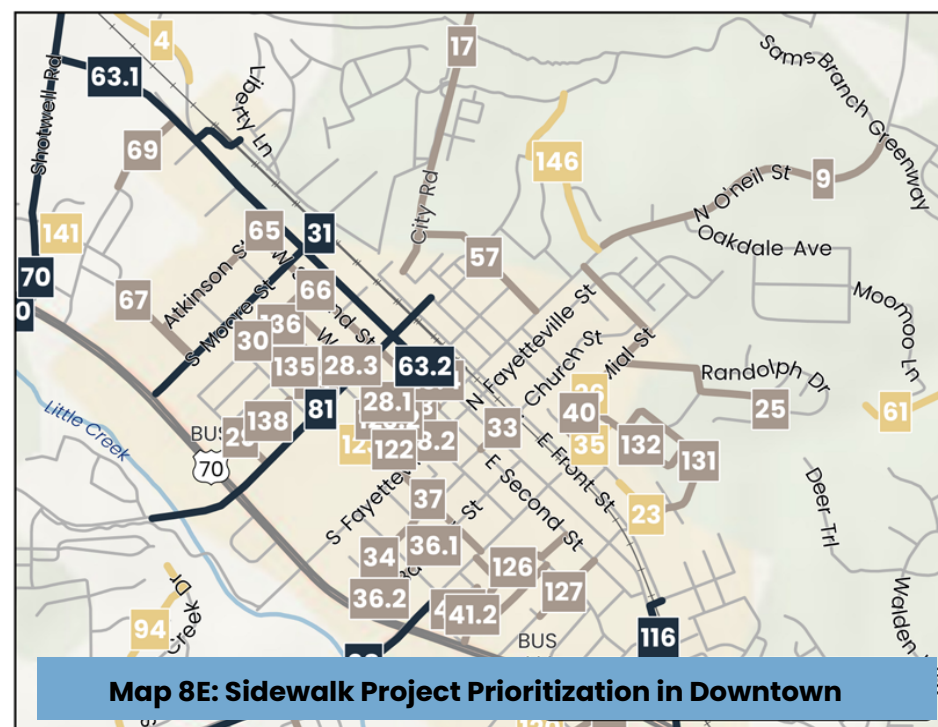 4
17
Sams Branch Greenway
63.1
Shotwell Rd
Liberty Ln
69
146
9
N O'neil St
City Rd
65
31
141
Oakdale Ave
57
70
Atkinson St
67
66
Moomoo Ln
S Moore St
30
135
28.3
63.2
N Fayetteville St
Church St
Randolph Dr
Little Creek
28.1
25
61
138
81
40
33
132
BUS
70
122
35
131
E Front St
E Second St
Deer Trl
37
23
S Fayette
St
34
36.1
126
36.2
127
41.2
Creek Dr
94
BUS
116
Walden
Map 8E: Sidewalk Project Prioritization in Downtown